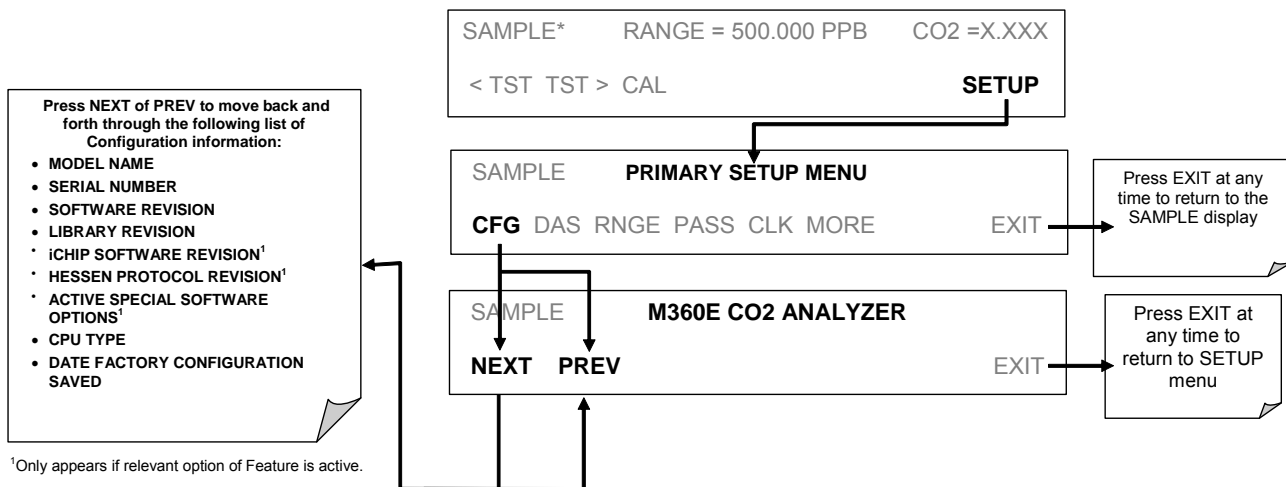 SAMPLE* RANGE = 500.000 PPB CO2 =X.XXX
< TST TST > CAL SETUP
Press NEXT of PREV to move back and
forth through the following list of
Configuration information:
• MODEL NAME
• SERIAL NUMBER
• SOFTWARE REVISION
• LIBRARY REVISION
• iCHIP SOFTWARE REVISION¹
• HESSEN PROTOCOL REVISION¹
• ACTIVE SPECIAL SOFTWARE
OPTIONS¹
• CPU TYPE
• DATE FACTORY CONFIGURATION
SAVED
¹Only appears if relevant option of Feature is active.
SAMPLE PRIMARY SETUP MENU
CFG DAS RNGE PASS CLK MORE EXIT
Press EXIT at any
time to return to the
SAMPLE display
SAMPLE M360E CO2 ANALYZER
NEXT PREV EXIT
Press EXIT at
any time to
return to SETUP
menu